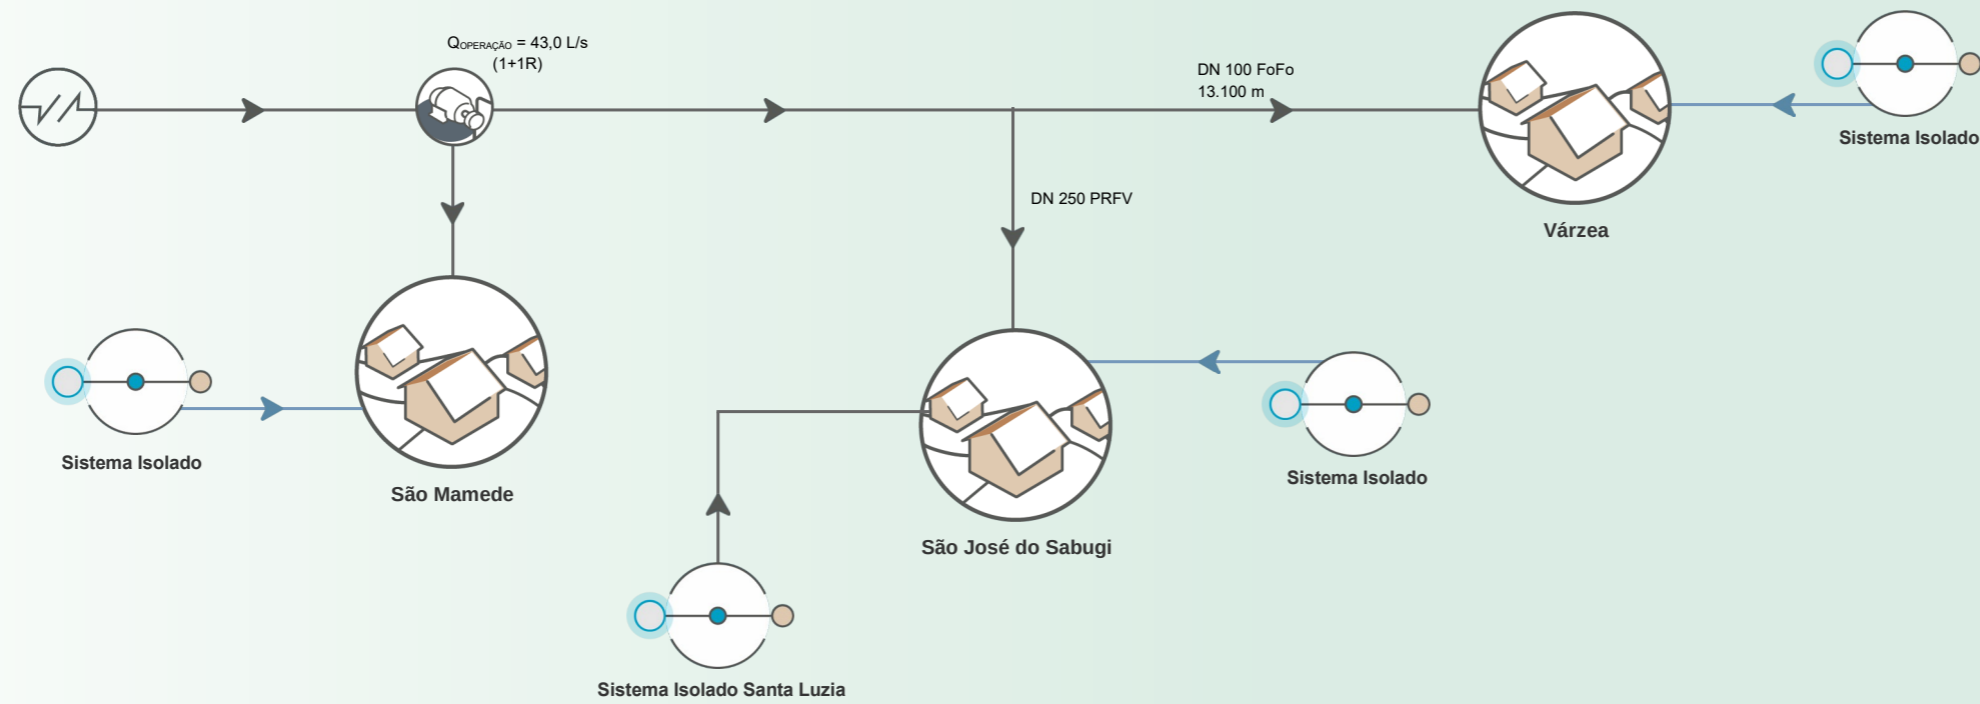 QOPERAÇÃO = 43,0 L/s
(1+1R)
DN 100 FoFo
13.100 m
Sistema Isolado
DN 250 PRFV
Várzea
Sistema Isolado
São Mamede
Sistema Isolado
São José do Sabugi
Sistema Isolado Santa Luzia